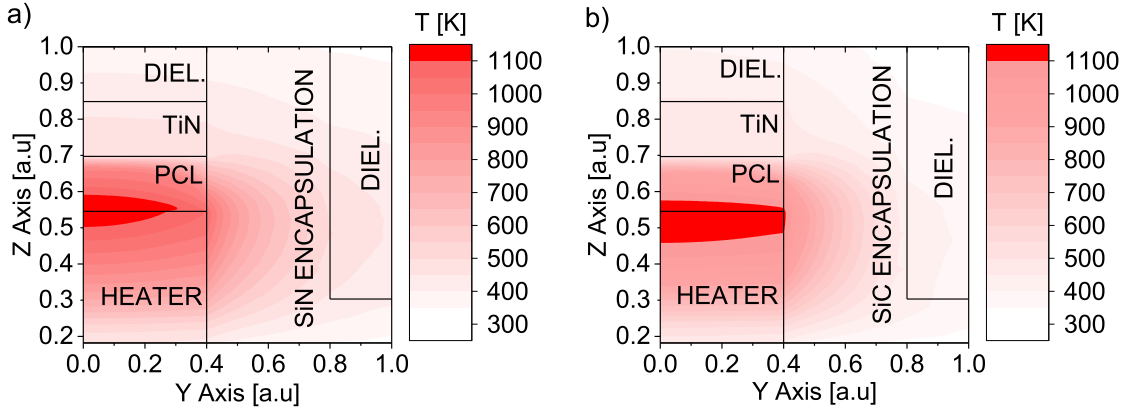 a)
T [K]
1.0
0.9
0.8
0.7
0.6
0.5
0.4
0.3
0.2
Z Axis [a.u]
DIEL.
TiN
PCL
HEATER
SiN ENCAPSULATION
DIEL.
0.0 0.2 0.4 0.6 0.8 1.0
Y Axis [a.u]
1100
1000
900
800
700
600
500
400
300
b)
T [K]
1.0
0.9
0.8
0.7
0.6
0.5
0.4
0.3
0.2
Z Axis [a.u]
DIEL.
TiN
PCL
HEATER
SiC ENCAPSULATION
DIEL.
0.0 0.2 0.4 0.6 0.8 1.0
Y Axis [a.u]
1100
1000
900
800
700
600
500
400
300